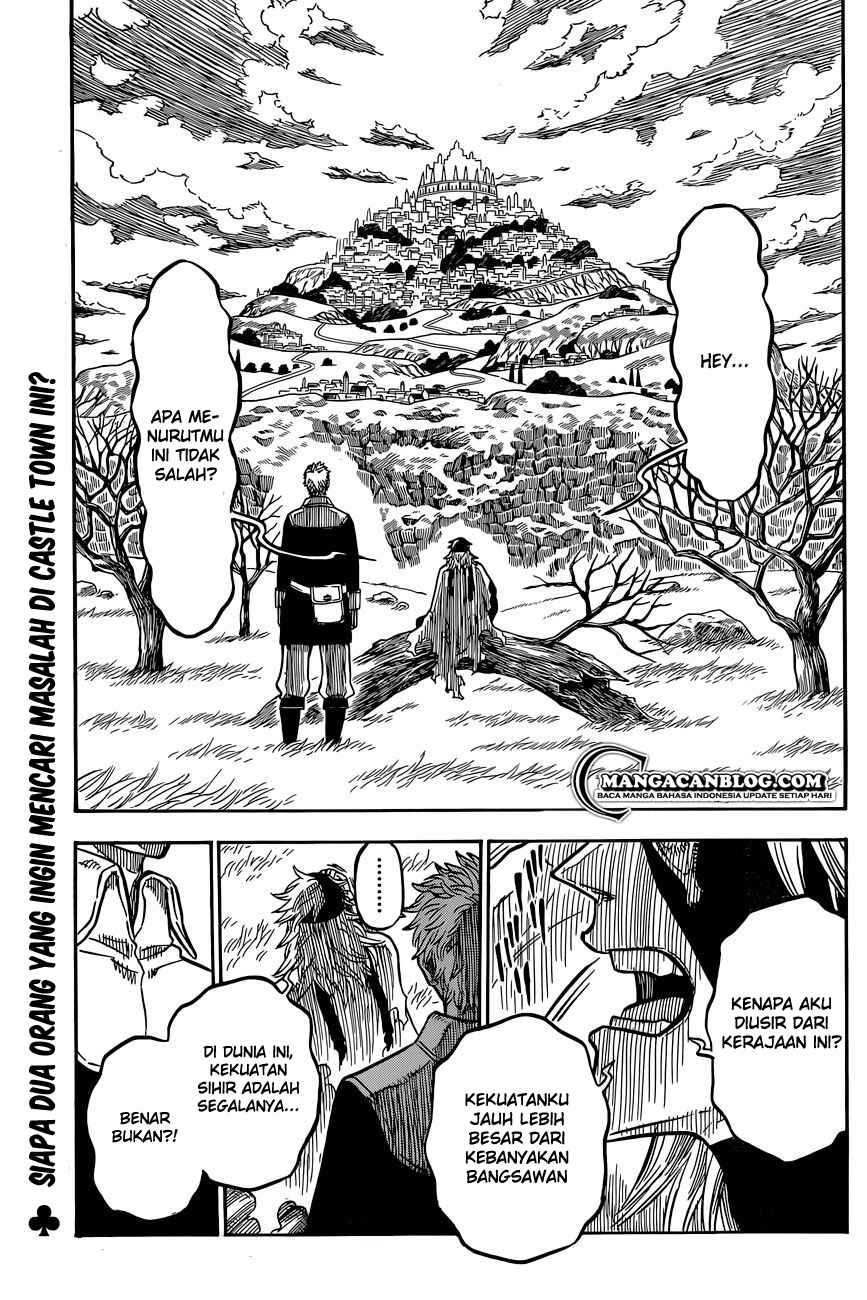 HEY...
APA ME-
NURUTMU
INI TIDAK
SALAH?
SIAPA DUA ORANG YANG INGIN MENCARI MASALAH DI CASTLE TOWN INI?
MANGACANBLOG.COM
BACA MANGA BAHASA INDONESIA UPDATE SETIAP HARI
KENAPA AKU
DIUSIR DARI
KERAJAAN INI?
KEKUATANKU
JAUH LEBIH
BESAR DARI
KEBANYAKAN
BANGSAWAN
........
DI DUNIA INI,
KEKUATAN
SIHIR ADALAH
SEGALANYA...
BENAR
BUKAN?!